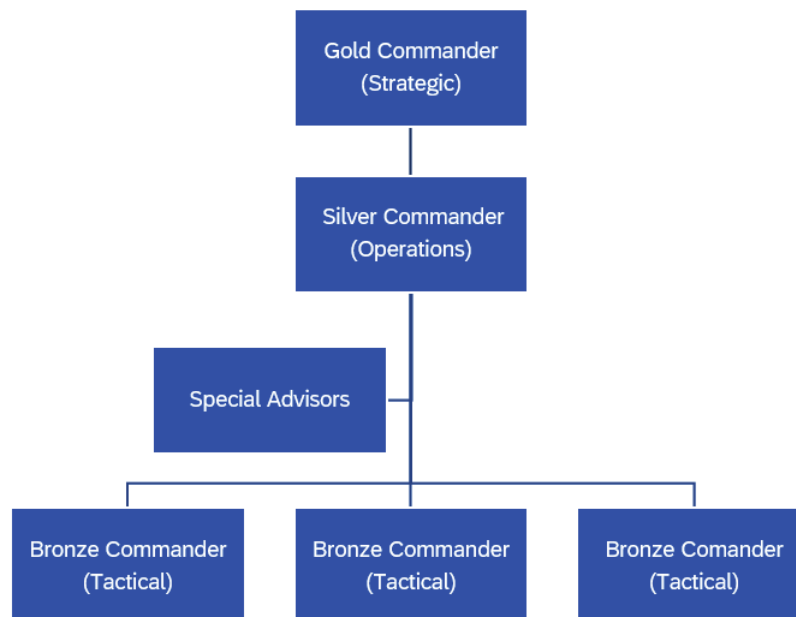 Gold Commander
(Strategic)
Silver Commander
(Operations)
Special Advisors
Bronze Commander
(Tactical)
Bronze Commander
(Tactical)
Bronze Comander
(Tactical)